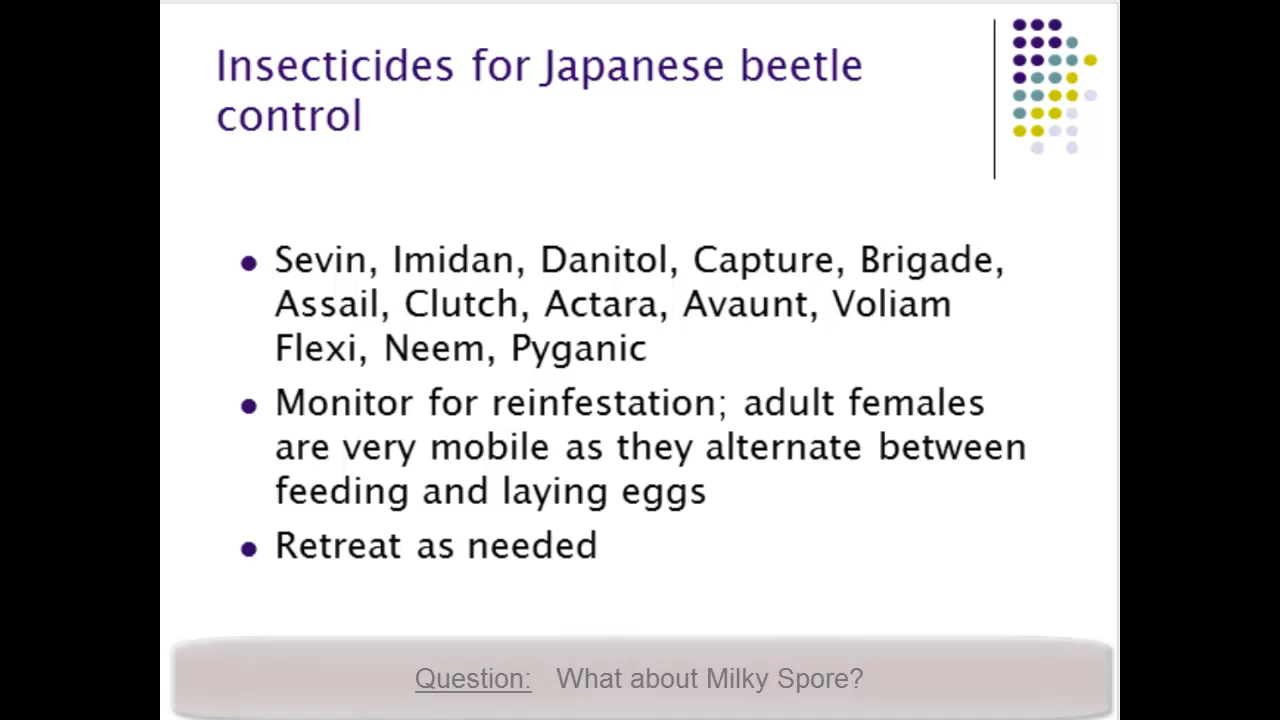 Insecticides for Japanese beetle
control
● Sevin, Imidan, Danitol, Capture, Brigade,
Assail, Clutch, Actara, Avaunt, Voliam
Flexi, Neem, Pyganic
● Monitor for reinfestation; adult females
are very mobile as they alternate between
feeding and laying eggs
● Retreat as needed
Question: What about Milky Spore?